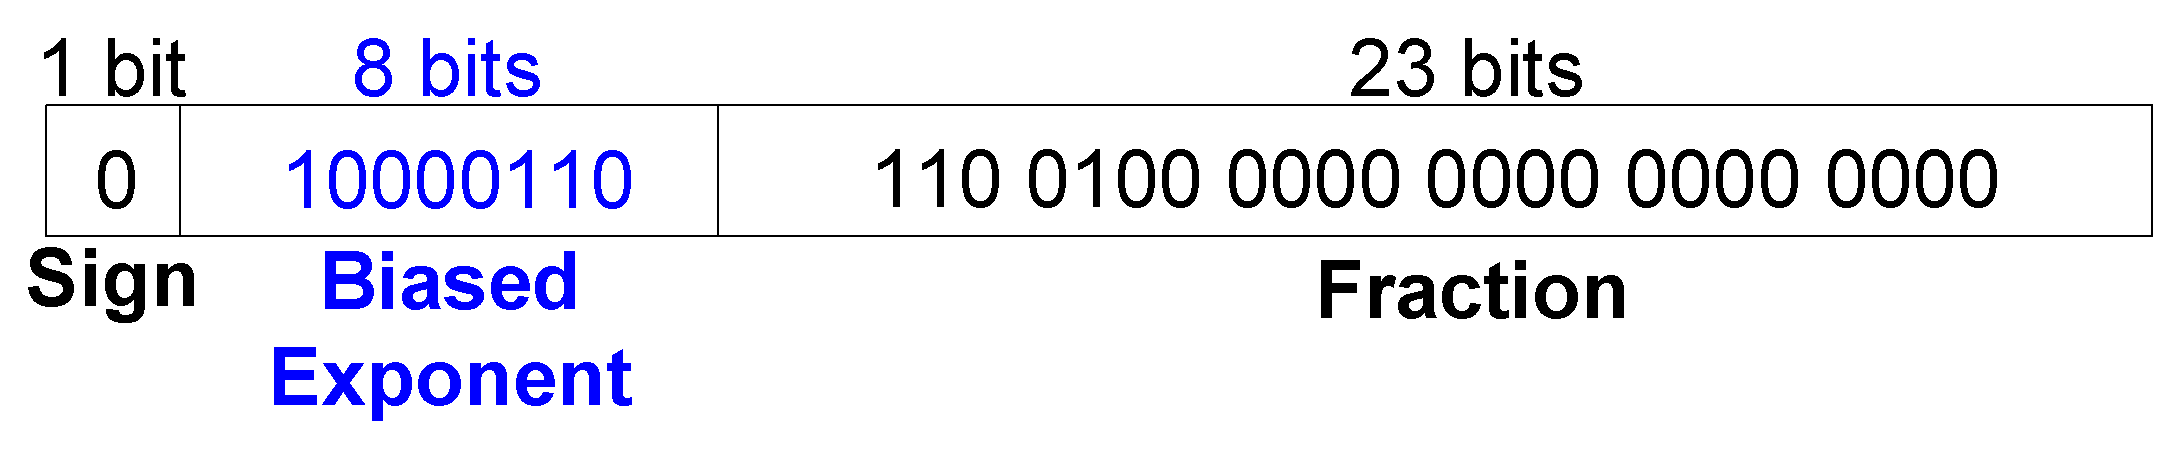 1 bit 8 bits 23 bits
0 10000110 110 0100 0000 0000 0000 0000
Sign Biased Fraction
Exponent